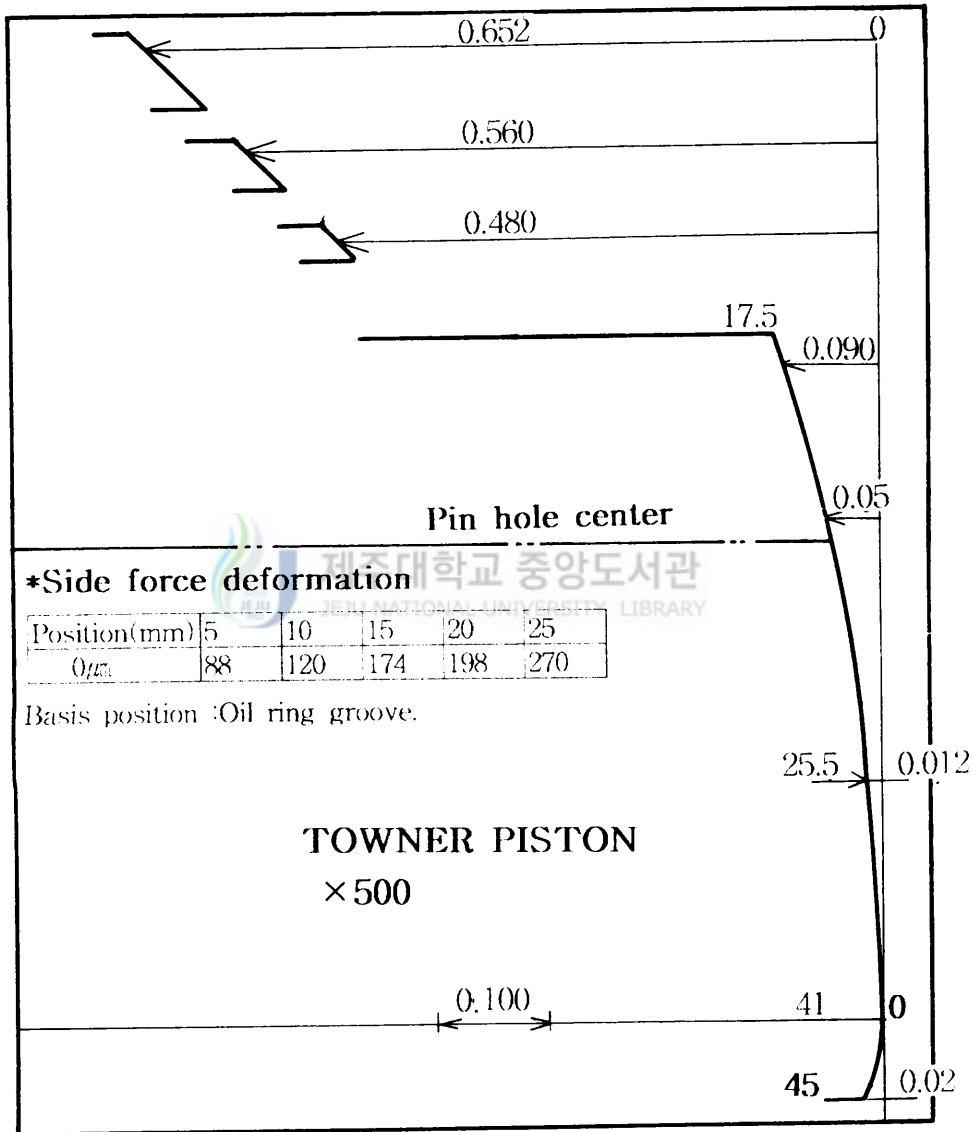 0.652 0
0.560
0.480
17.5
0.090
0.05
Pin hole center
제주대학교 중앙도서관
JEJU NATIONAL UNIVERSITY LIBRARY
*Side force deformation
Position(mm) 5 10 15 20 25
0㎛ 88 120 174 198 270
Basis position :Oil ring groove.
25.5 0.012
TOWNER PISTON
×500
0.100 41 0
45 0.02